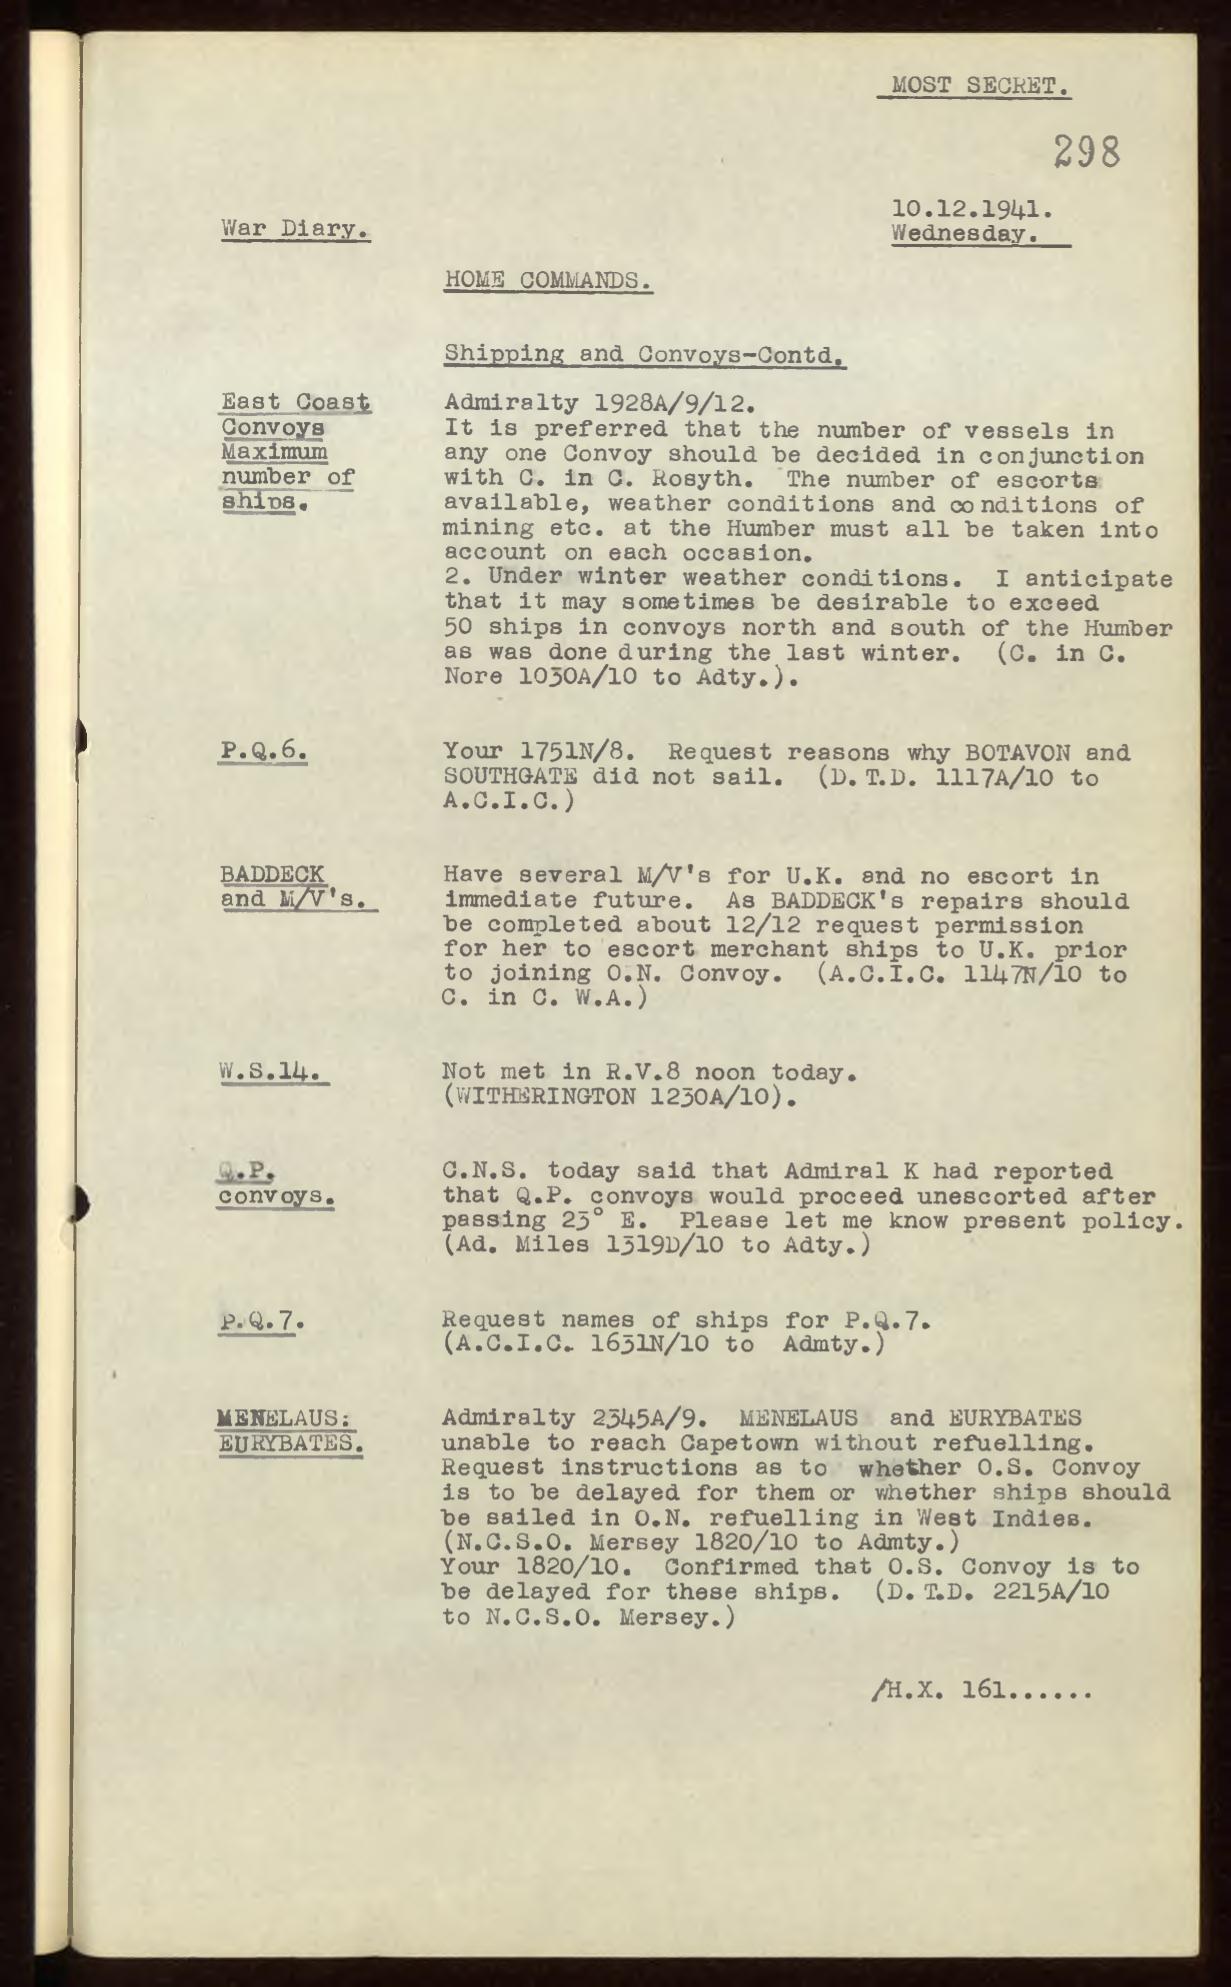 MOST SECRET.
298
10.12.1941.
War Diary.
Wednesday.
HOME COMMANDS.
Shipping and Convoys-Contd.
East Coast
Convoys
Maximum
number of
ships.
Admiralty 1928A/9/12.
It is preferred that the number of vessels in
any one Convoy should be decided in conjunction
with C. in C. Rosyth. The number of escorts
available, weather conditions and conditions of
mining etc. at the Humber must all be taken into
account on each occasion.
2. Under winter weather conditions. I anticipate
that it may sometimes be desirable to exceed
50 ships in convoys north and south of the Humber
as was done during the last winter. (C. in C.
Nore 1030A/10 to Adty.).
P.Q.6.
Your 1751N/8. Request reasons why BOTAVON and
SOUTHGATE did not sail. (D.T.D. 1117A/10 to
A.C.I.C.)
BADDECK
and M/V's.
Have several M/V's for U.K. and no escort in
immediate future. As BADDECK's repairs should
be completed about 12/12 request permission
for her to escort merchant ships to U.K. prior
to joining O.N. Convoy. (A.C.I.C. 1147N/10 to
C. in C. W.A.)
W.S.14.
Not met in R.V.8 noon today.
(WITHERINGTON 1230A/10).
Q.P.
convoys.
C.N.S. today said that Admiral K had reported
that Q.P. convoys would proceed unescorted after
passing 23° E. Please let me know present policy.
(Ad. Miles 1319D/10 to Adty.)
P.Q.7.
Request names of ships for P.Q.7.
(A.C.I.C. 1631N/10 to Admty.)
MENELAUS:
EURYBATES.
Admiralty 2345A/9. MENELAUS and EURYBATES
unable to reach Capetown without refuelling.
Request instructions as to whether O.S. Convoy
is to be delayed for them or whether ships should
be sailed in O.N. refuelling in West Indies.
(N.C.S.O. Mersey 1820/10 to Admty.)
Your 1820/10. Confirmed that O.S. Convoy is to
be delayed for these ships. (D.T.D. 2215A/10
to N.C.S.O. Mersey.)
/H.X. 161......